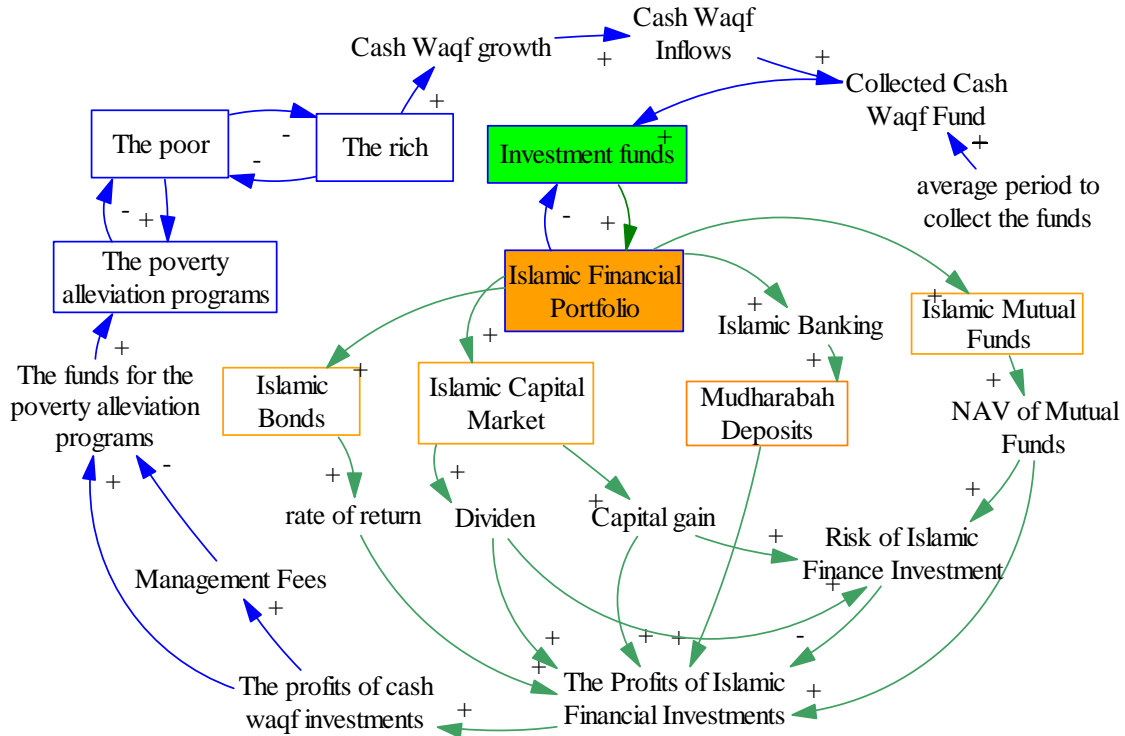 Cash Waqf growth
+
Cash Waqf
Inflows
+
Collected Cash
Waqf Fund
+
The poor
-
-
The rich
+
Investment funds
+
average period to
collect the funds
-
+
-
+
The poverty
alleviation programs
+
Islamic Financial
Portfolio
+
Islamic Banking
+
+
Islamic Mutual
Funds
+
The funds for the
poverty alleviation
programs
+
-
Islamic
Bonds
+
Islamic Capital
Market
+
Mudharabah
Deposits
+
NAV of Mutual
Funds
+
rate of return
+
Dividen
+
Capital gain
+
+
Risk of Islamic
Finance Investment
+
Management Fees
+
The profits of cash
waqf investments
+
The Profits of Islamic
Financial Investments
+
+
+
+
-
+